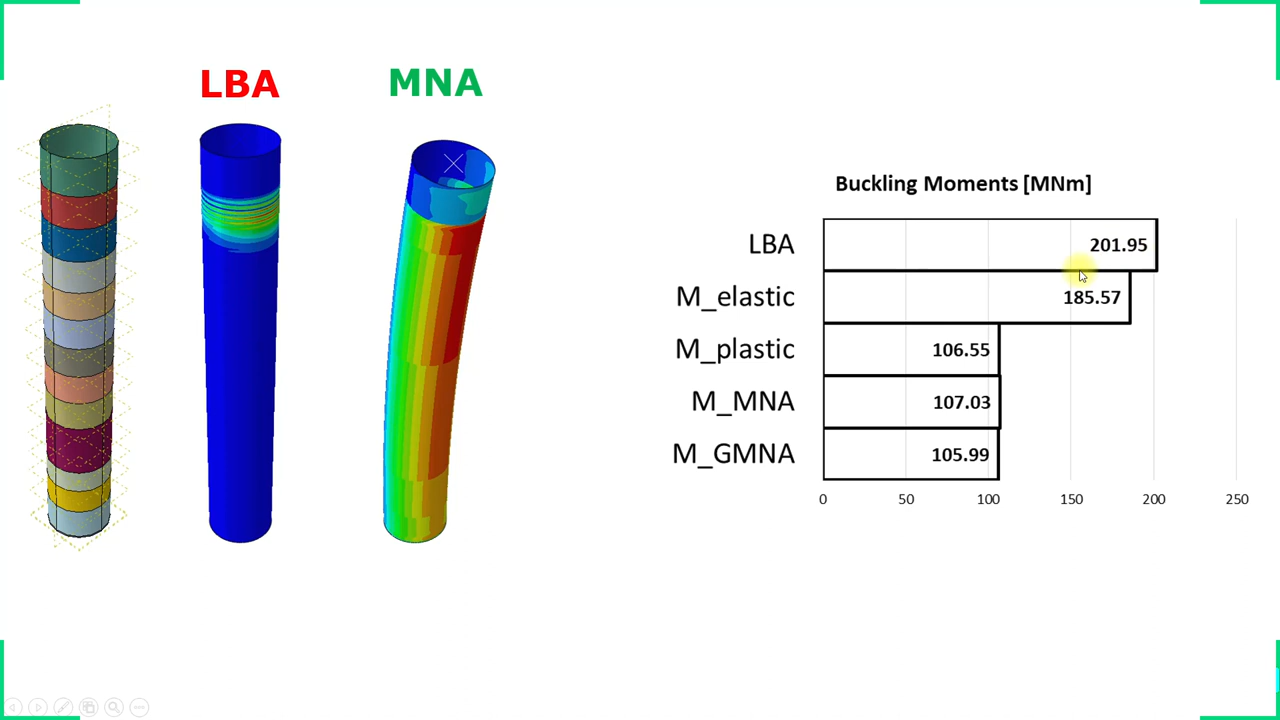 LBA
MNA
Buckling Moments [MNm]
LBA 201.95
M_elastic 185.57
M_plastic 106.55
M_MNA 107.03
M_GMNA 105.99
0 50 100 150 200 250